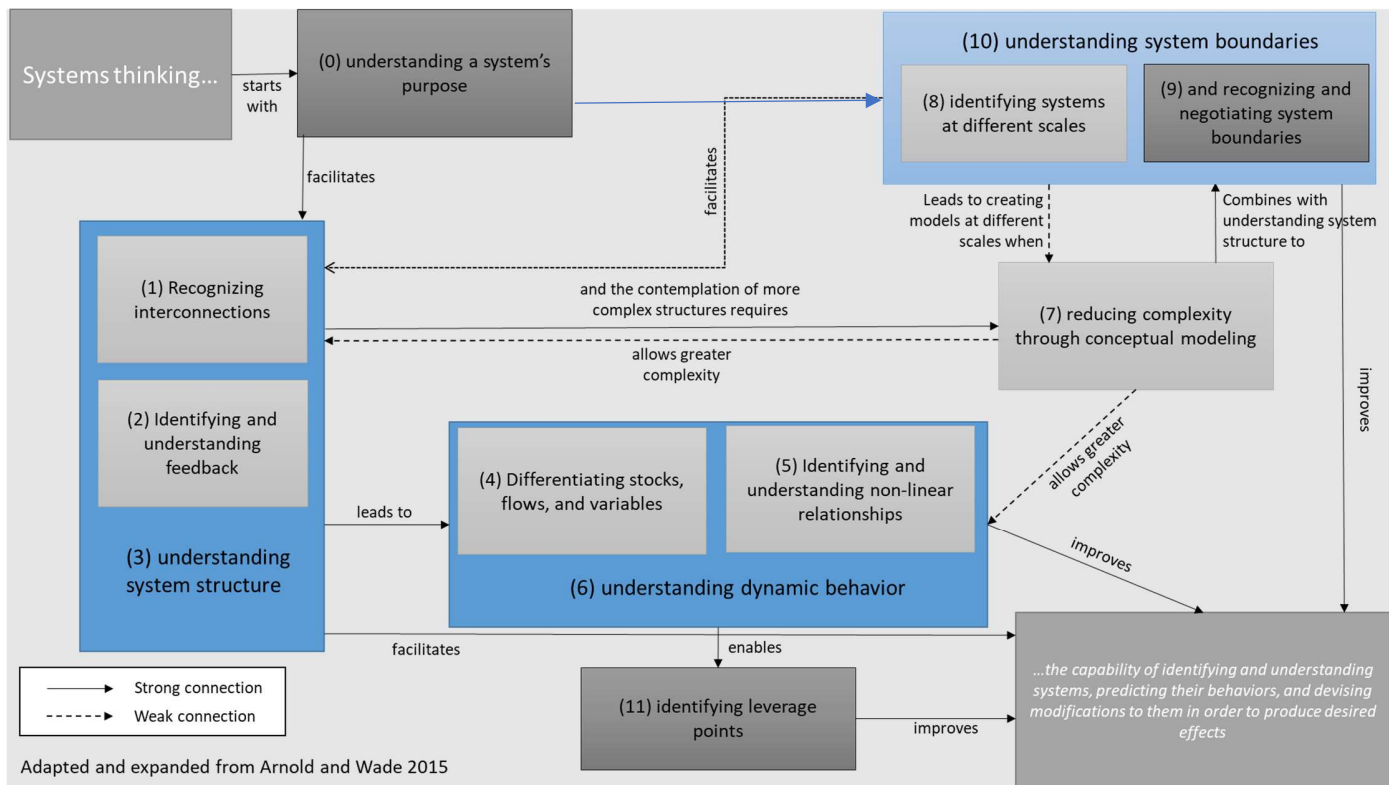 Systems thinking…
starts
with
(0) understanding a system’s
purpose
(10) understanding system boundaries
(8) identifying systems
at different scales
(9) and recognizing and
negotiating system
boundaries
facilitates
facilitates
Leads to creating
models at different
scales when
Combines with
understanding system
structure to
(1) Recognizing
interconnections
and the contemplation of more
complex structures requires
(7) reducing complexity
through conceptual modeling
allows greater
complexity
improves
(2) Identifying and
understanding
feedback
(4) Differentiating stocks,
flows, and variables
(5) Identifying and
understanding non-linear
relationships
allows greater
complexity
leads to
(3) understanding
system structure
(6) understanding dynamic behavior
improves
facilitates
enables
…the capability of identifying and understanding
systems, predicting their behaviors, and devising
modifications to them in order to produce desired
effects
Strong connection
Weak connection
(11) identifying leverage
points
improves
Adapted and expanded from Arnold and Wade 2015